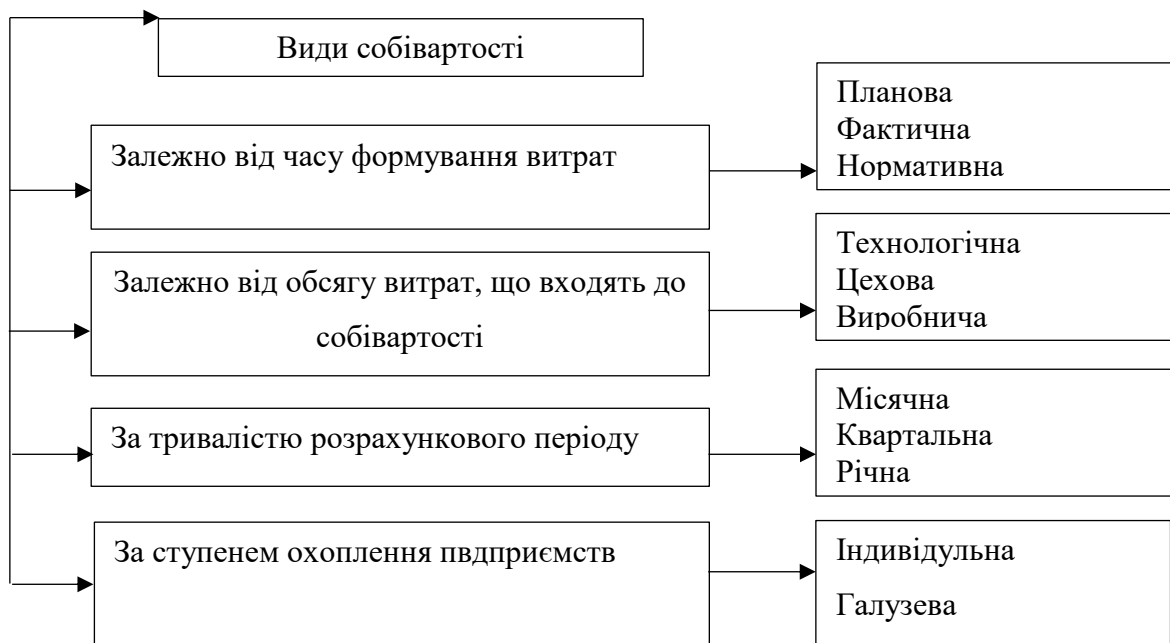 Види собівартості
Залежно від часу формування витрат
Планова
Фактична
Нормативна
Залежно від обсягу витрат, що входять до
собівартості
Технологічна
Цехова
Виробнича
За тривалістю розрахункового періоду
Місячна
Квартальна
Річна
За ступенем охоплення пвдприємств
Індивідульна
Галузева